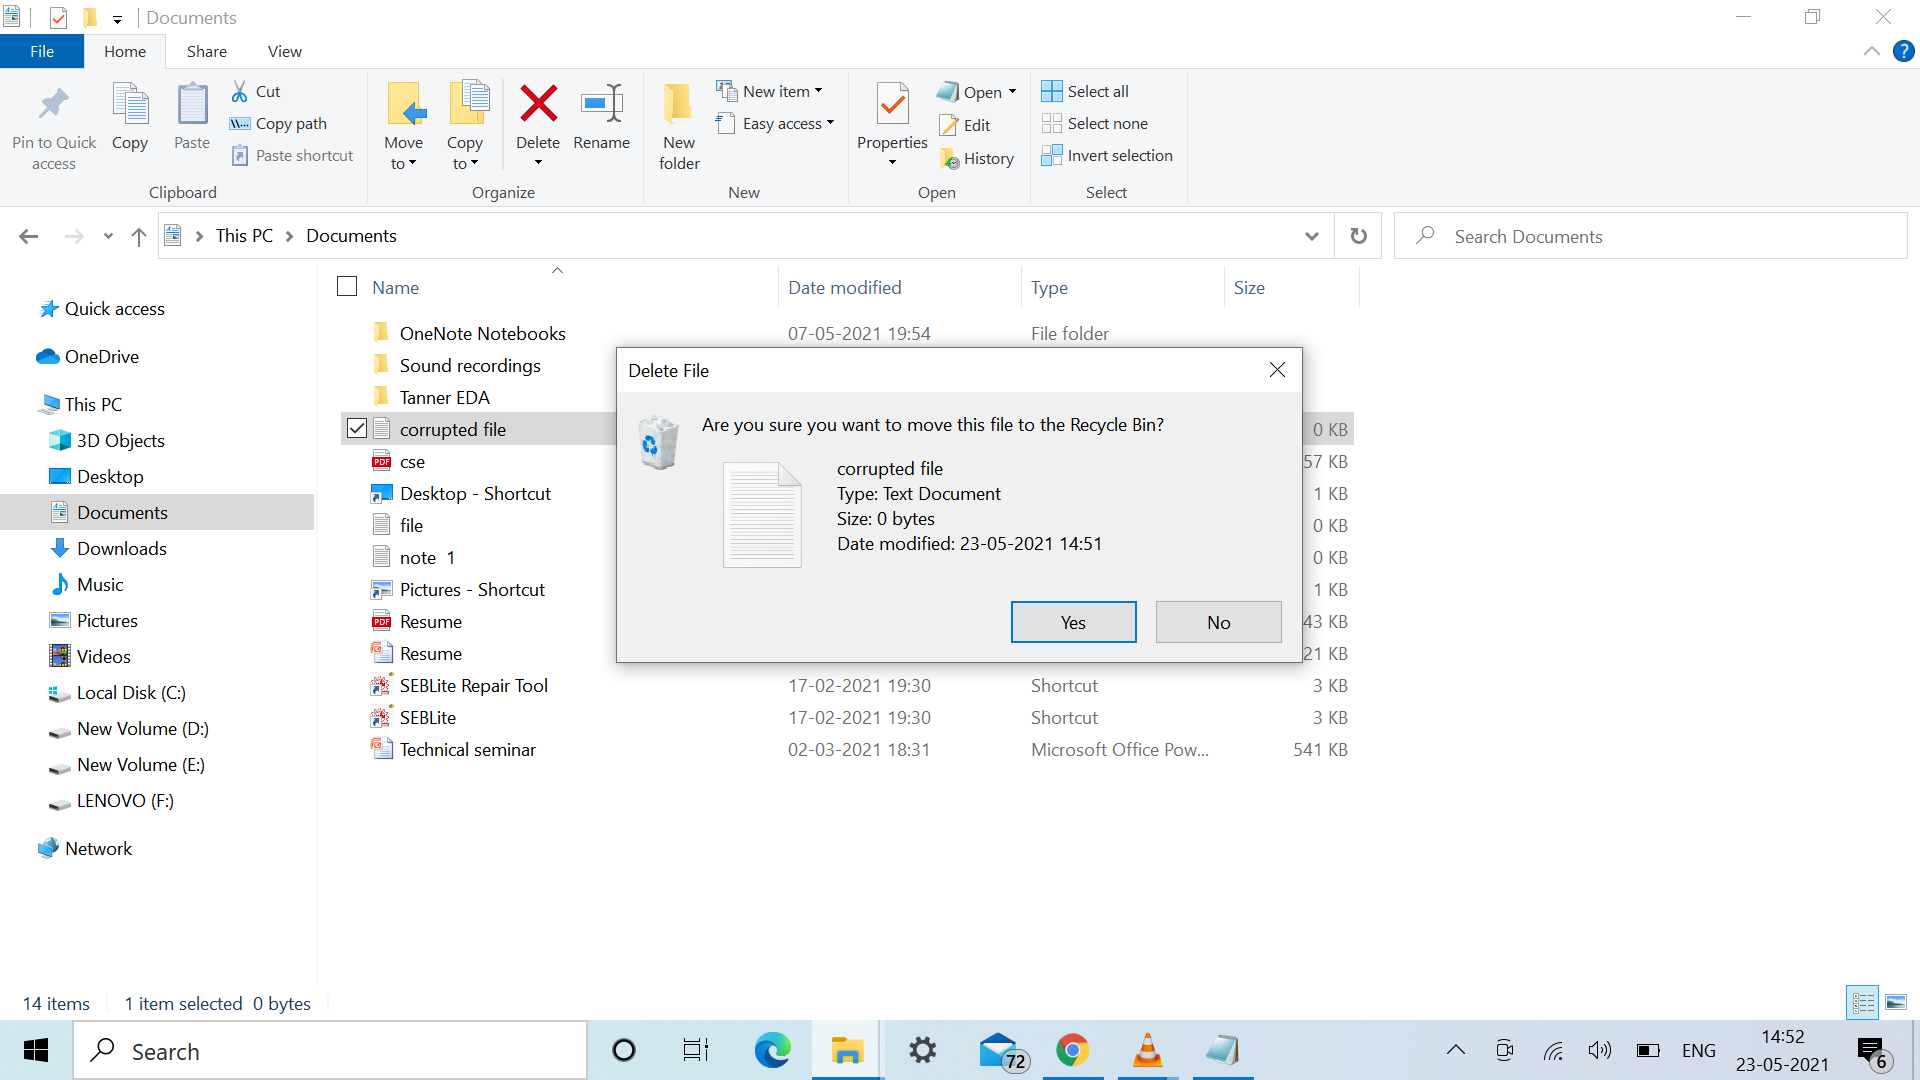 Documents
File Home Share View
Pin to Quick access
Copy
Paste
Cut
Copy path
Paste shortcut
Clipboard
Move to
Copy to
Delete
Rename
Organize
New folder
New item
Easy access
New
Properties
Open
Edit
History
Open
Select all
Select none
Invert selection
Select
This PC Documents
Search Documents
Quick access
OneDrive
This PC
3D Objects
Desktop
Documents
Downloads
Music
Pictures
Videos
Local Disk (C:)
New Volume (D:)
New Volume (E:)
LENOVO (F:)
Network
Name Date modified Type Size
OneNote Notebooks 07-05-2021 19:54 File folder
Sound recordings
Tanner EDA
corrupted file 0 KB
PDF cse 57 KB
Desktop - Shortcut 1 KB
file 0 KB
note 1 0 KB
Pictures - Shortcut 1 KB
PDF Resume 43 KB
Resume 21 KB
SEBLite Repair Tool 17-02-2021 19:30 Shortcut 3 KB
SEBLite 17-02-2021 19:30 Shortcut 3 KB
Technical seminar 02-03-2021 18:31 Microsoft Office Pow... 541 KB
Delete File
Are you sure you want to move this file to the Recycle Bin?
corrupted file
Type: Text Document
Size: 0 bytes
Date modified: 23-05-2021 14:51
Yes No
14 items 1 item selected 0 bytes
Search
72
ENG
14:52
23-05-2021
6